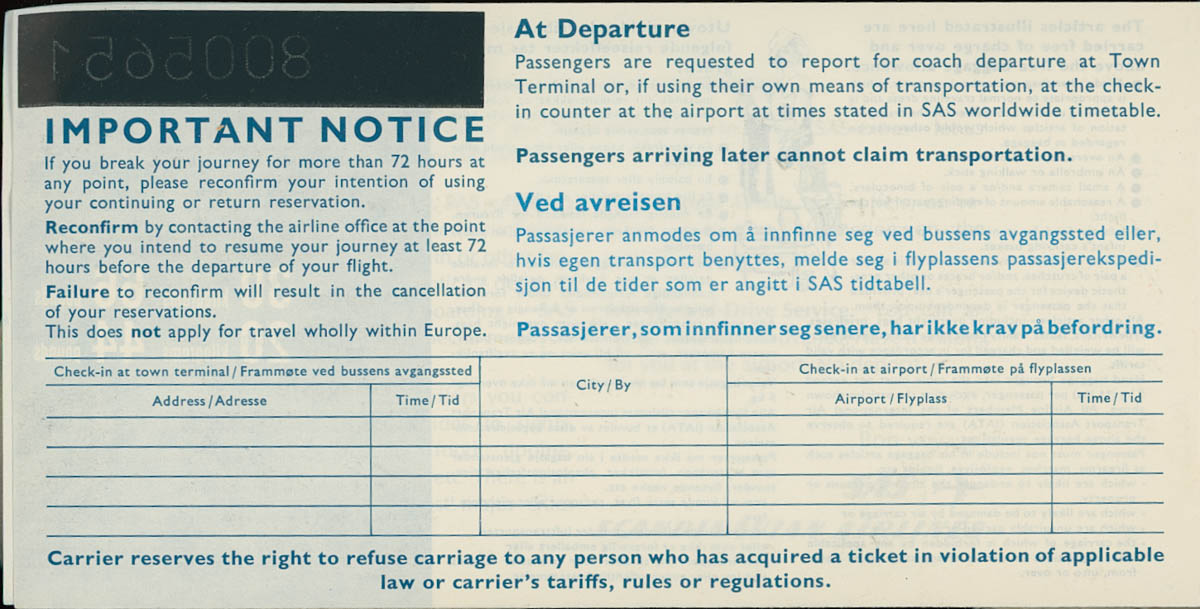 IMPORTANT NOTICE
If you break your journey for more than 72 hours at
any point, please reconfirm your intention of using
your continuing or return reservation.
Reconfirm by contacting the airline office at the point
where you intend to resume your journey at least 72
hours before the departure of your flight.
Failure to reconfirm will result in the cancellation
of your reservations.
This does not apply for travel wholly within Europe.
At Departure
Passengers are requested to report for coach departure at Town
Terminal or, if using their own means of transportation, at the check-
in counter at the airport at times stated in SAS worldwide timetable.
Passengers arriving later cannot claim transportation.
Ved avreisen
Passasjerer anmodes om å innfinne seg ved bussens avgangssted eller,
hvis egen transport benyttes, melde seg i flyplassens passasjerekspedi-
sjon til de tider som er angitt i SAS tidtabell.
Passasjerer, som innfinner seg senere, har ikke krav på befordring.
Check-in at town terminal / Frammøte ved bussens avgangssted
City / By
Check-in at airport / Frammøte på flyplassen
Address / Adresse
Time / Tid
Airport / Flyplass
Time / Tid
Carrier reserves the right to refuse carriage to any person who has acquired a ticket in violation of applicable
law or carrier's tariffs, rules or regulations.